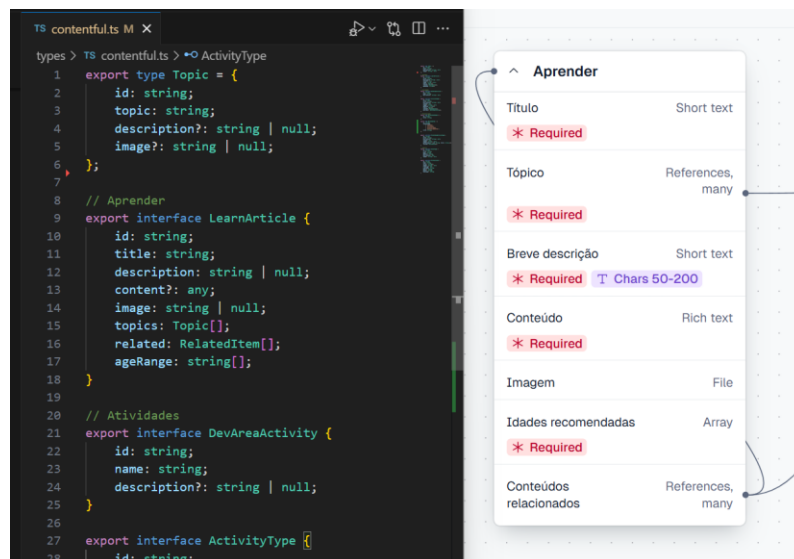 TS contentful.ts M ×
types > TS contentful.ts > ActivityType
1 export type Topic = {
2 id: string;
3 topic: string;
4 description?: string | null;
5 image?: string | null;
6 };
7
8 // Aprender
9 export interface LearnArticle {
10 id: string;
11 title: string;
12 description: string | null;
13 content?: any;
14 image: string | null;
15 topics: Topic[];
16 related: RelatedItem[];
17 ageRange: string[];
18 }
19
20 // Atividades
21 export interface DevAreaActivity {
22 id: string;
23 name: string;
24 description?: string | null;
25 }
26
27 export interface ActivityType {
28 id: string;
Aprender
Título Short text
Required
Tópico References, many
Required
Breve descrição Short text
Required T Chars 50-200
Conteúdo Rich text
Required
Imagem File
Idades recomendadas Array
Required
Conteúdos relacionados References, many